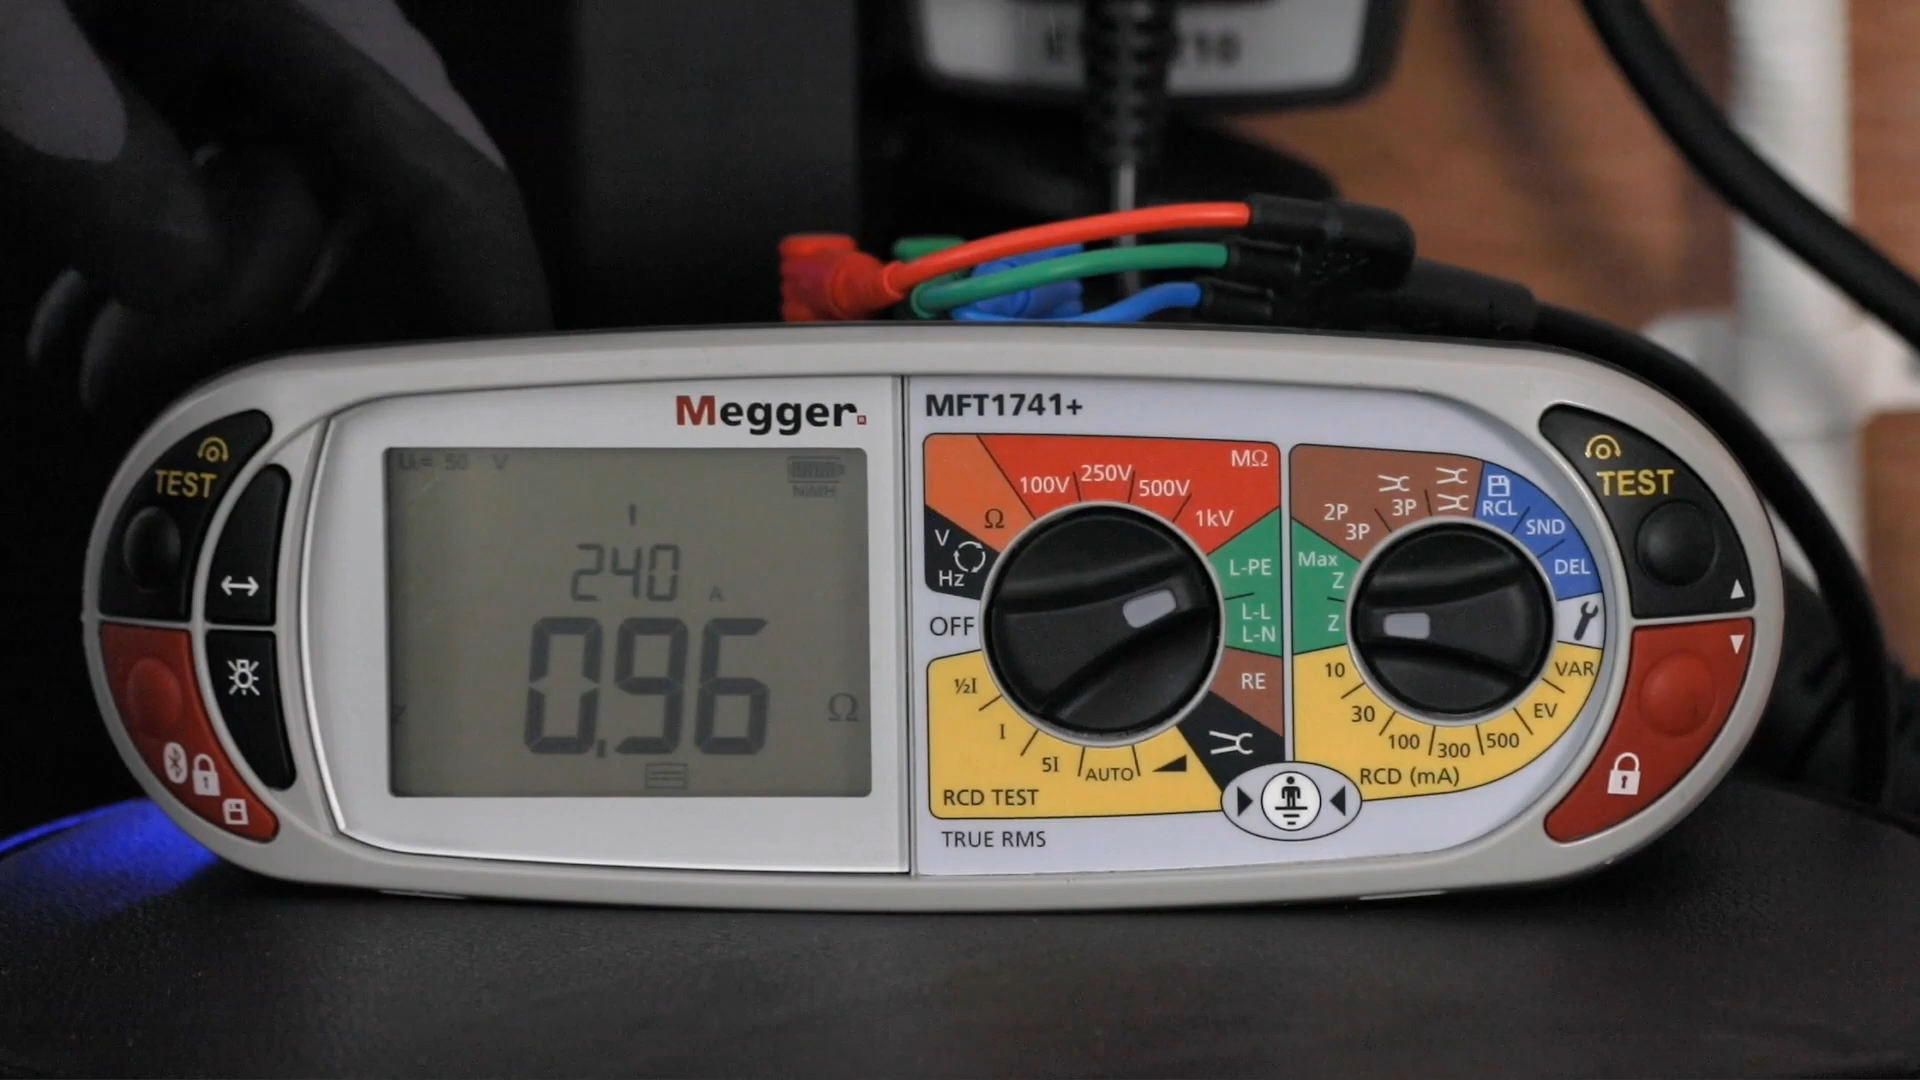 Megger.
MFT1741+
TEST
U = 50 V
NiMH
240 A
0.96 Ω
Z
MΩ
100V
250V
500V
1kV
Ω
V
Hz
OFF
L-PE
L-L
L-N
RE
½I
I
5I
AUTO
RCD TEST
TRUE RMS
2P
3P
3P
RCL
SND
DEL
Max
Z
Z
10
30
100
300
500
EV
VAR
RCD (mA)
TEST